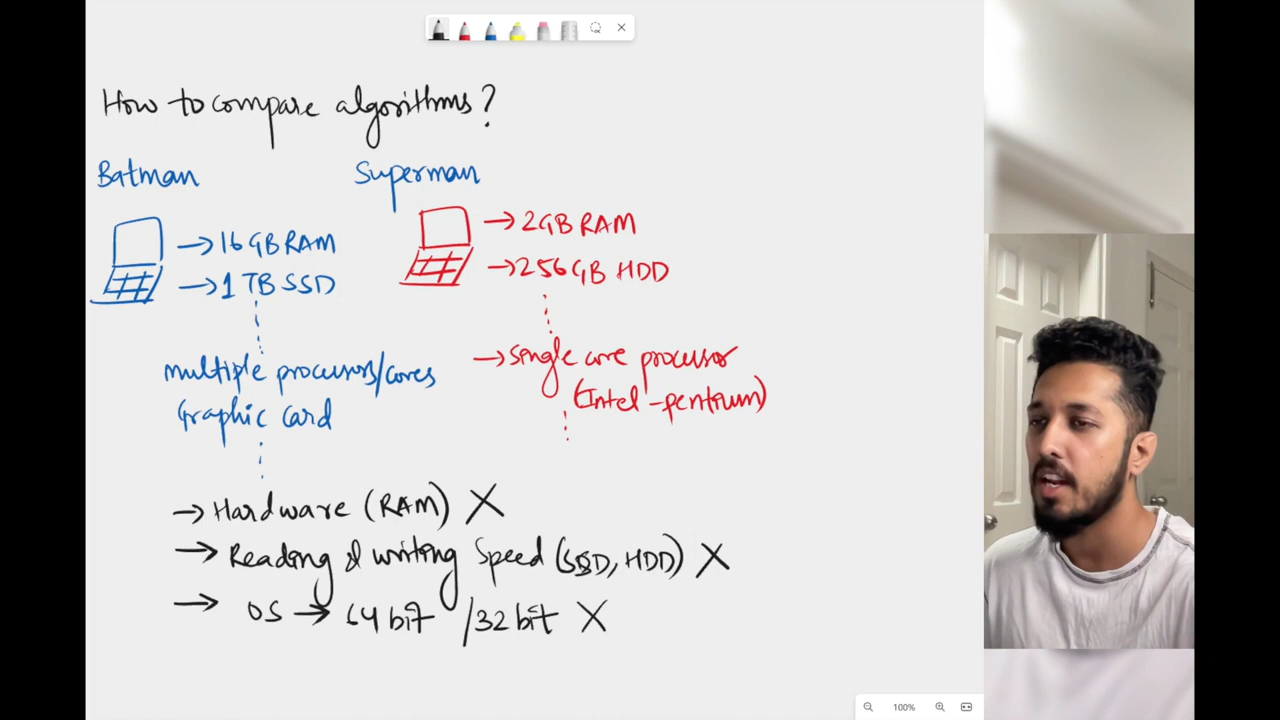 How to compare algorithms?
Batman
Superman
→ 16 GB RAM
→ 1 TB SSD
→ 2GB RAM
→ 256 GB HDD
multiple procesors/cores
Graphic Card
→ Single core procesor
(Intel-pentium)
→ Hardware (RAM) X
→ Reading & writing Speed (SSD, HDD) X
→ OS → 64 bit /32 bit X
100%